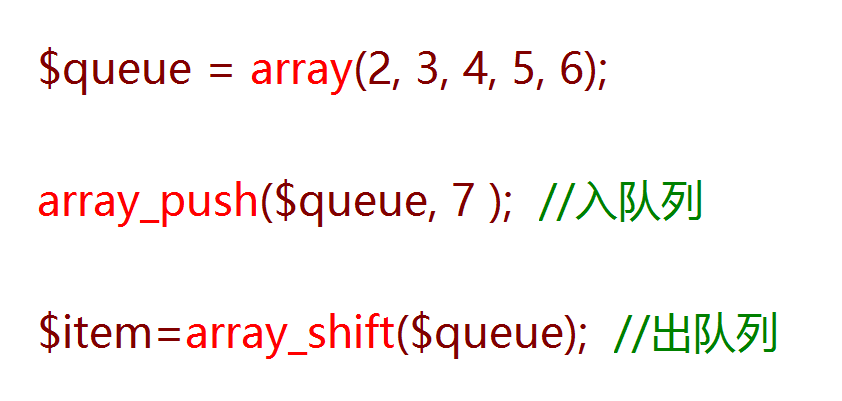 $queue = array(2, 3, 4, 5, 6);
array_push($queue, 7 );  //入队列
$item=array_shift($queue);  //出队列